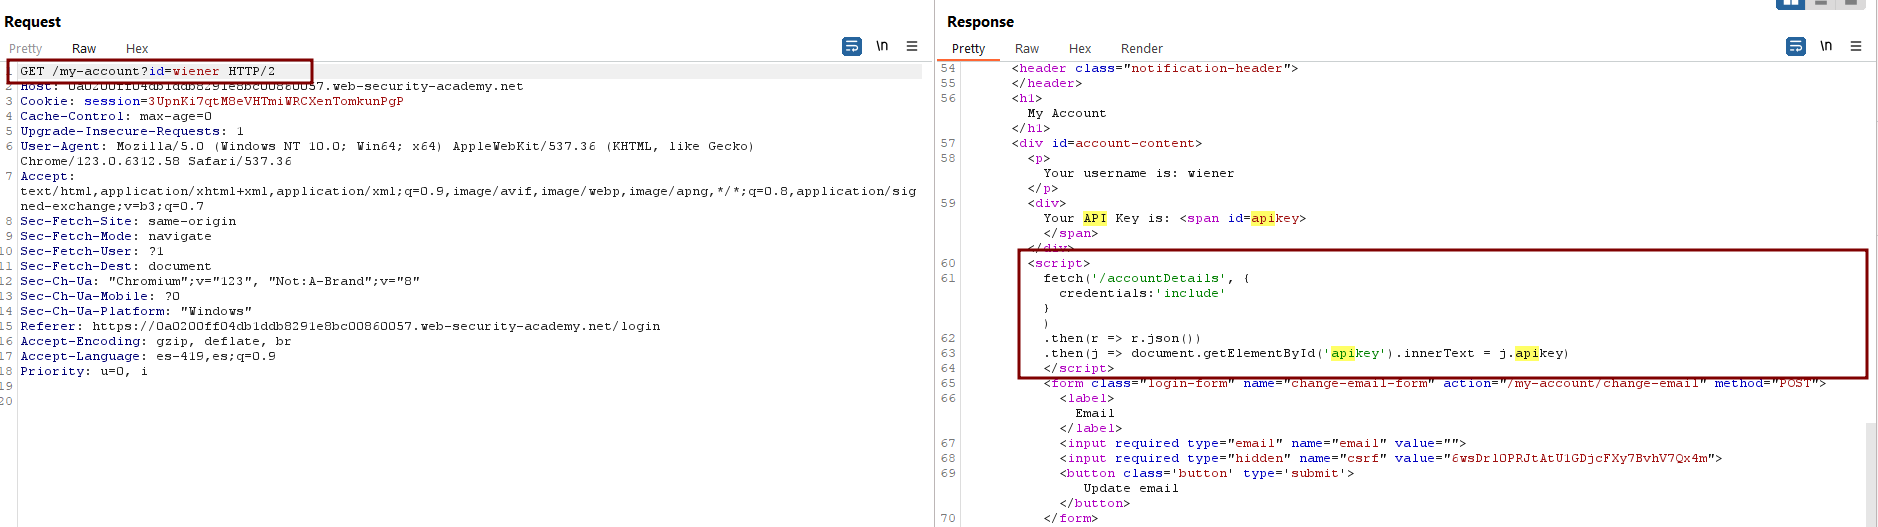 Request
Pretty Raw Hex
\n
1 GET /my-account?id=wiener HTTP/2
2 Host: 0a0200ff04db1ddb8291e8bc00860057.web-security-academy.net
3 Cookie: session=3UpnKi7qtM8eVHTmiWRCXenTomkunPgP
4 Cache-Control: max-age=0
5 Upgrade-Insecure-Requests: 1
6 User-Agent: Mozilla/5.0 (Windows NT 10.0; Win64; x64) AppleWebKit/537.36 (KHTML, like Gecko)
Chrome/123.0.6312.58 Safari/537.36
7 Accept:
text/html,application/xhtml+xml,application/xml;q=0.9,image/avif,image/webp,image/apng,*/*;q=0.8,application/sig
ned-exchange;v=b3;q=0.7
8 Sec-Fetch-Site: same-origin
9 Sec-Fetch-Mode: navigate
10 Sec-Fetch-User: ?1
11 Sec-Fetch-Dest: document
12 Sec-Ch-Ua: "Chromium";v="123", "Not:A-Brand";v="8"
13 Sec-Ch-Ua-Mobile: ?0
14 Sec-Ch-Ua-Platform: "Windows"
15 Referer: https://0a0200ff04db1ddb8291e8bc00860057.web-security-academy.net/login
16 Accept-Encoding: gzip, deflate, br
17 Accept-Language: es-419,es;q=0.9
18 Priority: u=0, i
19
20
Response
Pretty Raw Hex Render
\n
54 <header class="notification-header">
55 </header>
56 <h1>
My Account
</h1>
57 <div id=account-content>
58 <p>
Your username is: wiener
</p>
59 <div>
Your API Key is: <span id=apikey>
</span>
</div>
60 <script>
61 fetch('/accountDetails', {
credentials:'include'
}
)
62 .then(r => r.json())
63 .then(j => document.getElementById('apikey').innerText = j.apikey)
64 </script>
65 <form class="login-form" name="change-email-form" action="/my-account/change-email" method="POST">
66 <label>
Email
</label>
67 <input required type="email" name="email" value="">
68 <input required type="hidden" name="csrf" value="6wsDrl0PRJtAtU1GDjcFXy7BvhV7Qx4m">
69 <button class='button' type='submit'>
Update email
</button>
70 </form>